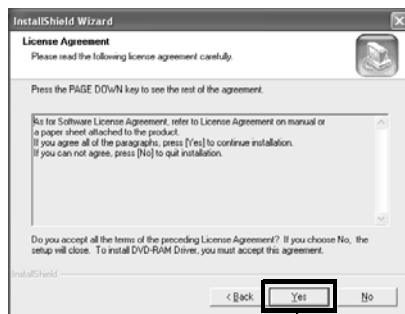 InstallShield Wizard
License Agreement
Please read the following license agreement carefully.
Press the PAGE DOWN key to see the rest of the agreement.
As for Software License Agreement, refer to License Agreement on manual or
a paper sheet attached to the product.
If you agree all of the paragraphs, press [Yes] to continue installation.
If you can not agree, press [No] to quit installation.
Do you accept all the terms of the preceding License Agreement? If you choose No, the
setup will close. To install DVD-RAM Driver, you must accept this agreement.
InstallShield
< Back Yes No